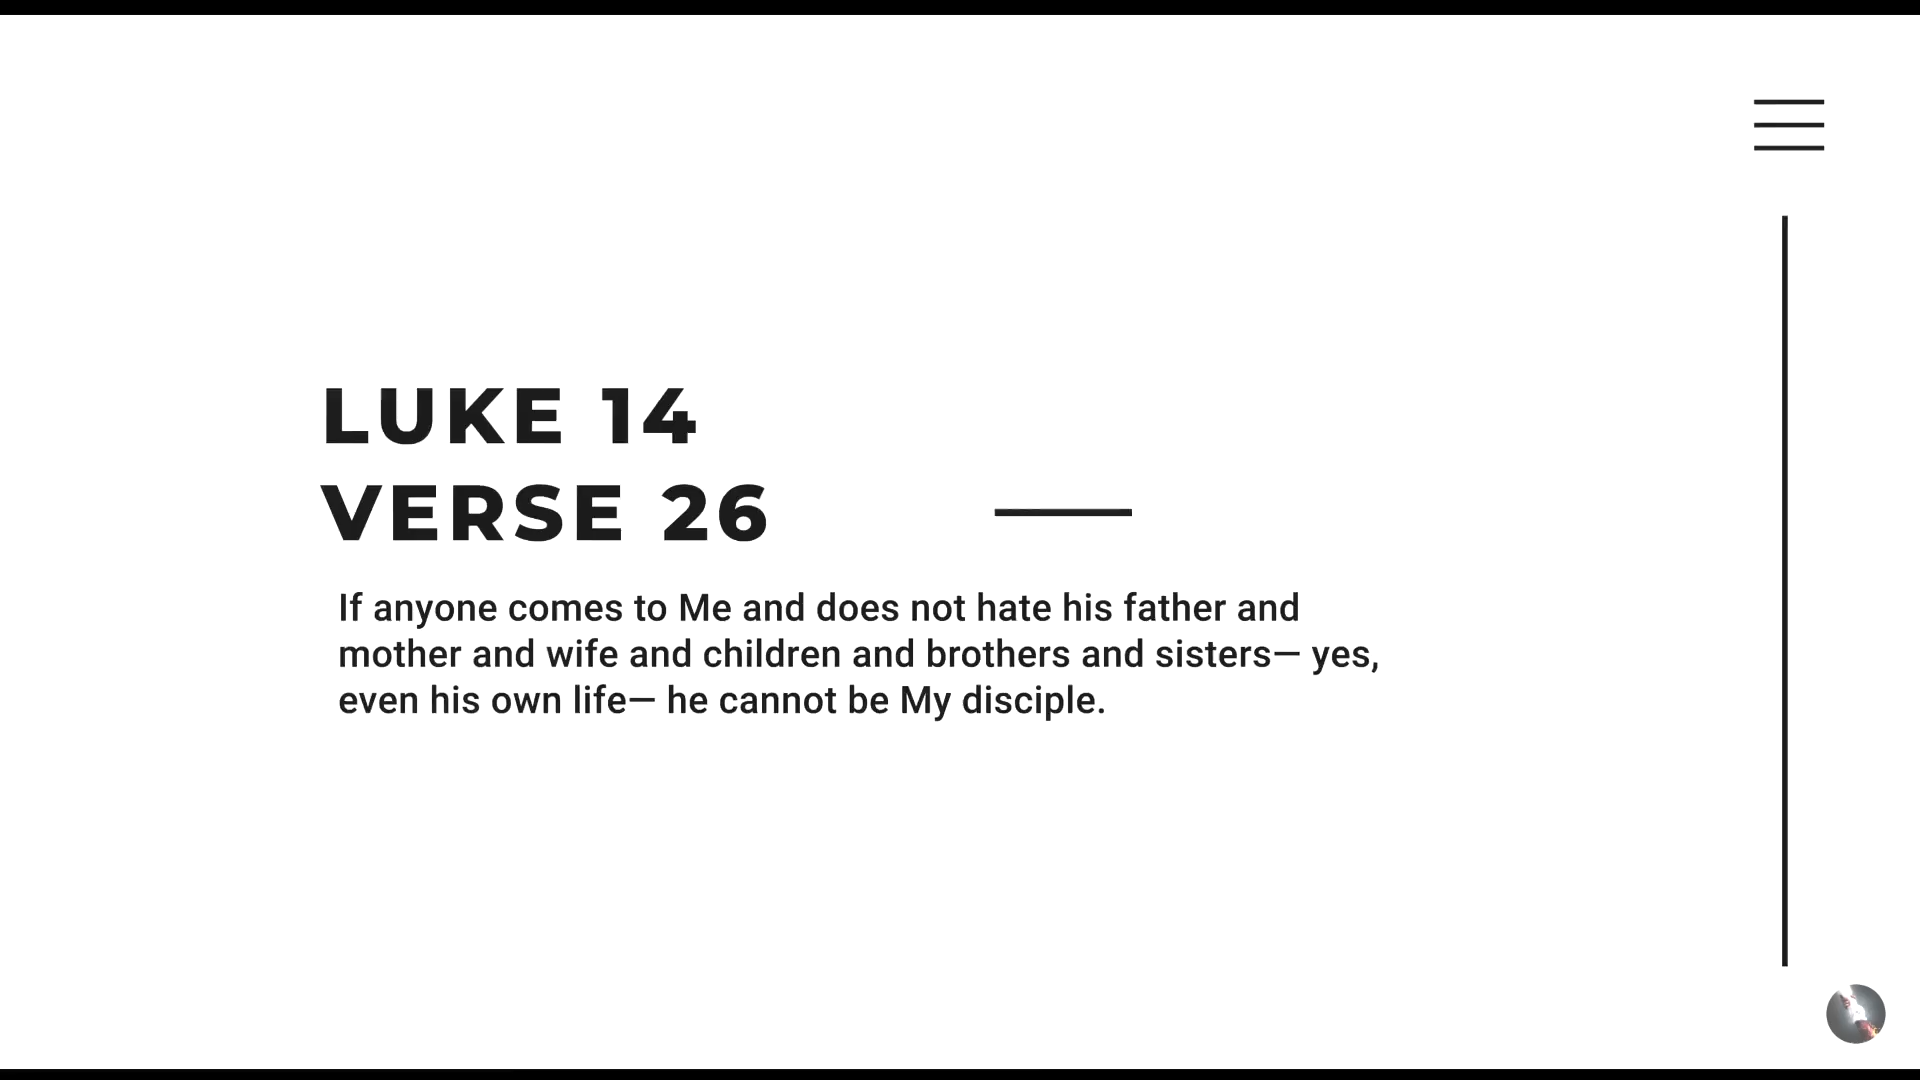 LUKE 14
VERSE 26
If anyone comes to Me and does not hate his father and
mother and wife and children and brothers and sisters— yes,
even his own life— he cannot be My disciple.